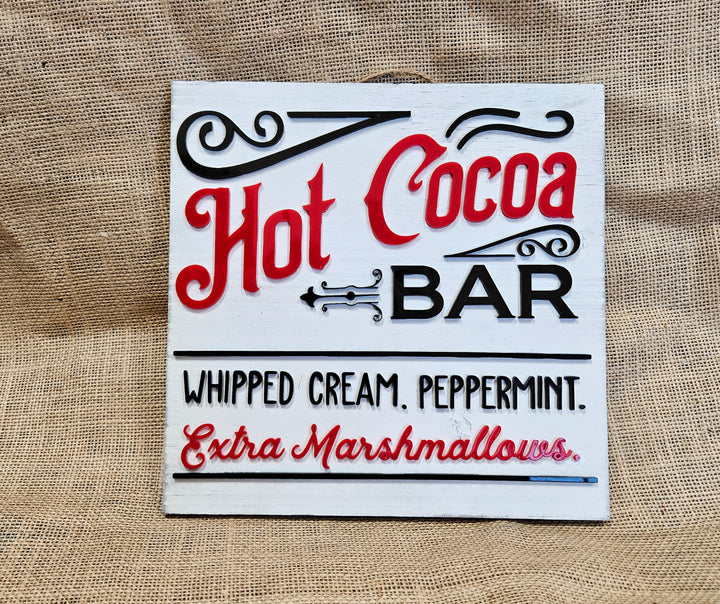 Hot Cocoa
BAR
WHIPPED CREAM. PEPPERMINT.
Extra Marshmallows.